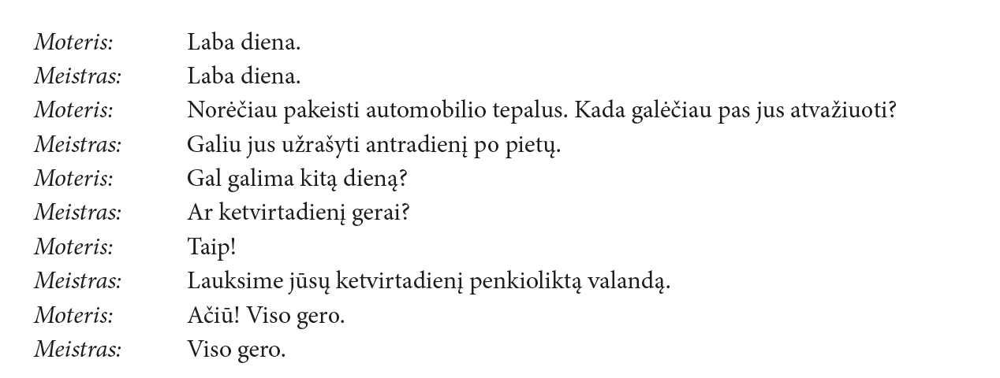 Moteris: Laba diena.
Meistras: Laba diena.
Moteris: Norėčiau pakeisti automobilio tepalus. Kada galėčiau pas jus atvažiuoti?
Meistras: Galiu jus užrašyti antradienį po pietų.
Moteris: Gal galima kitą dieną?
Meistras: Ar ketvirtadienį gerai?
Moteris: Taip!
Meistras: Lauksime jūsų ketvirtadienį penkioliktą valandą.
Moteris: Ačiū! Viso gero.
Meistras: Viso gero.